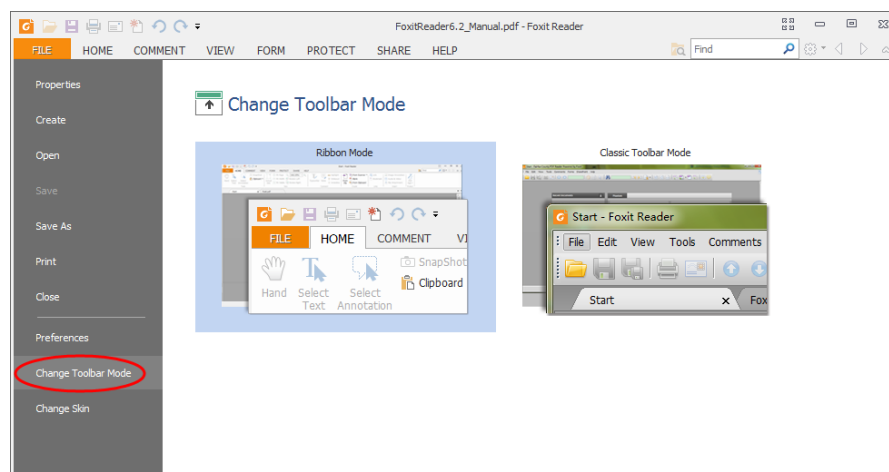 FoxitReader6.2_Manual.pdf - Foxit Reader
FILE HOME COMMENT VIEW FORM PROTECT SHARE HELP Find
Properties
Create
Open
Save
Save As
Print
Close
Preferences
Change Toolbar Mode
Change Skin
Change Toolbar Mode
Ribbon Mode
FILE HOME COMMENT VI
Hand
Select
Text
Select
Annotation
SnapShot
Clipboard
Classic Toolbar Mode
Start - Foxit Reader
File Edit View Tools Comments
Start x Fox